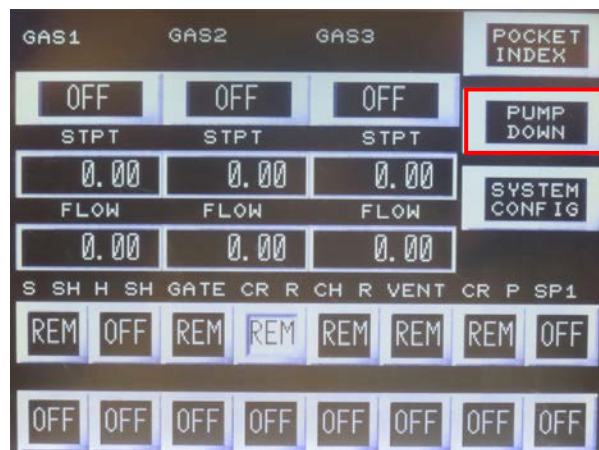 GAS1 GAS2 GAS3 POCKET
INDEX
OFF OFF OFF PUMP
DOWN
STPT STPT STPT
0.00 0.00 0.00 SYSTEM
CONFIG
FLOW FLOW FLOW
0.00 0.00 0.00
S SH H SH GATE CR R CH R VENT CR P SP1
REM OFF REM REM REM REM REM OFF
OFF OFF OFF OFF OFF OFF OFF OFF